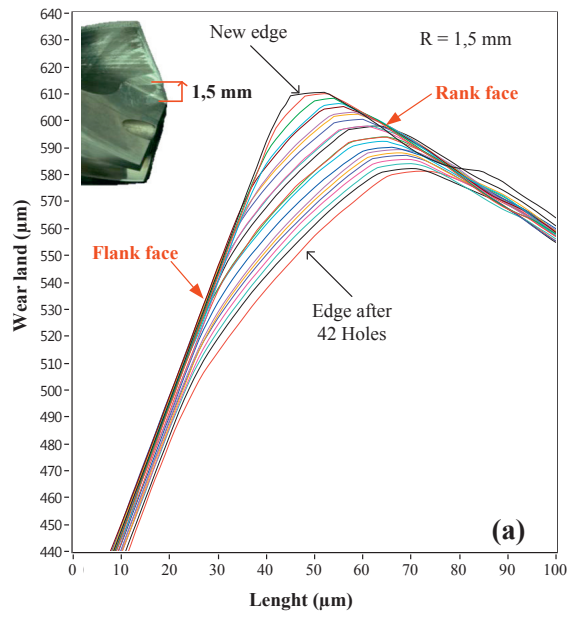 640
630
620
610
600
590
580
570
560
550
540
530
520
510
500
490
480
470
460
450
440
Wear land (µm)
1,5 mm
New edge
R = 1,5 mm
Rank face
Flank face
Edge after
42 Holes
(a)
0 10 20 30 40 50 60 70 80 90 100
Lenght (µm)